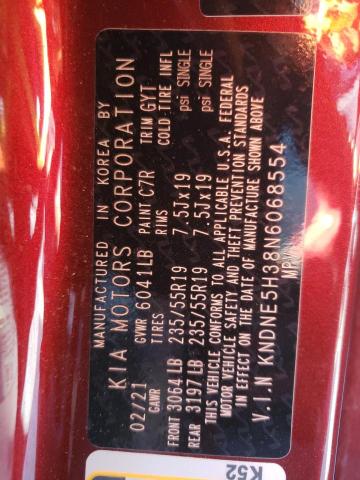 MANUFACTURED IN KOREA BY
KIA MOTORS CORPORATION
02/21 GVWR 6041LB PAINT C7R TRIM GYT
GAWR TIRES RIMS COLD TIRE INFL
FRONT 3064LB 235/55R19 7.5Jx19 psi SINGLE
REAR 3197LB 235/55R19 7.5Jx19 psi SINGLE
THIS VEHICLE CONFORMS TO ALL APPLICABLE U.S.A. FEDERAL
MOTOR VEHICLE SAFETY AND THEFT PREVENTION STANDARDS
IN EFFECT ON THE DATE OF MANUFACTURE SHOWN ABOVE
V.I.N KNDNE5H38N6068554
K52